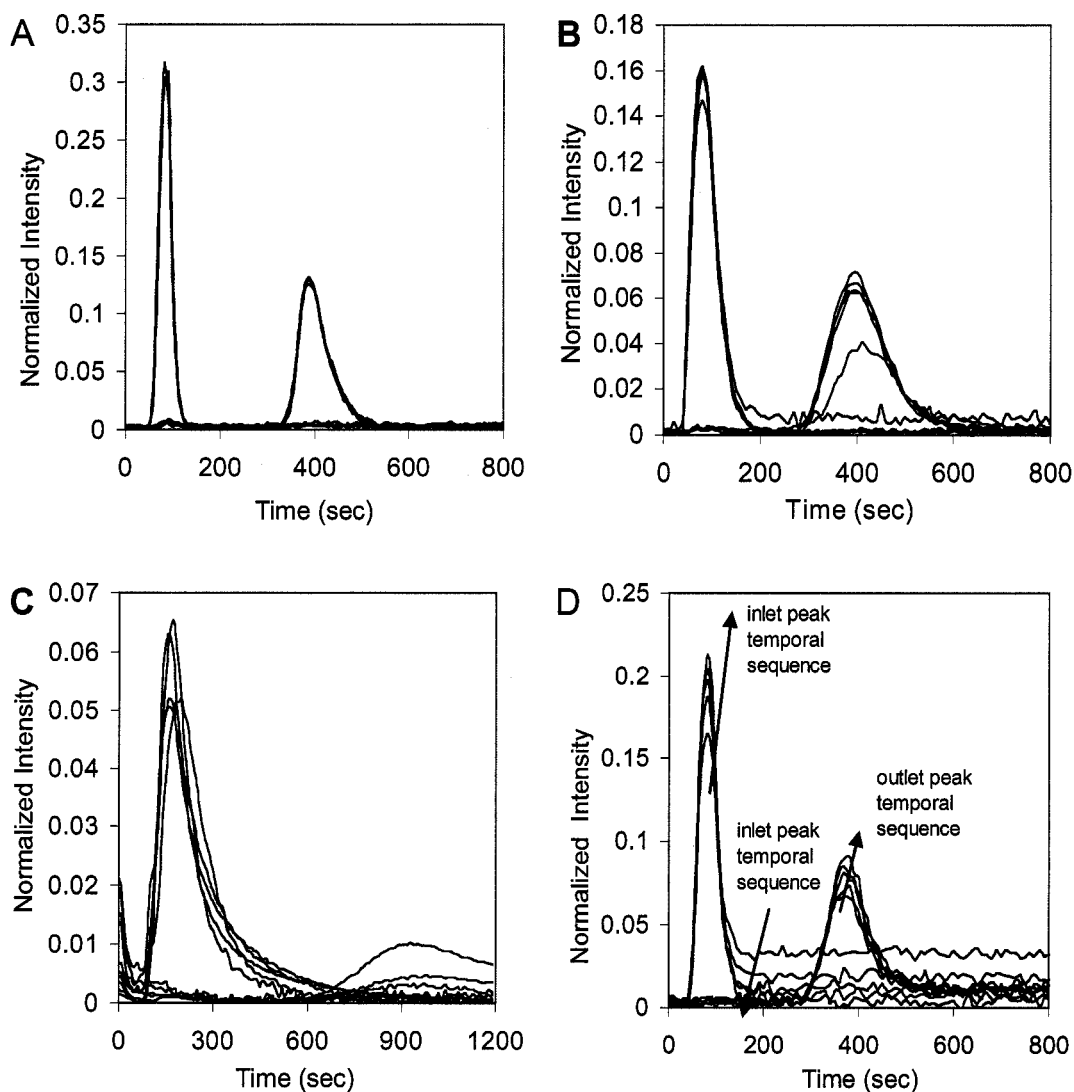 A
0.35
0.3
0.25
0.2
0.15
0.1
0.05
0
0 200 400 600 800
Normalized Intensity
Time (sec)
B
0.18
0.16
0.14
0.12
0.1
0.08
0.06
0.04
0.02
0
0 200 400 600 800
Normalized Intensity
Time (sec)
C
0.07
0.06
0.05
0.04
0.03
0.02
0.01
0
0 300 600 900 1200
Normalized Intensity
Time (sec)
D
0.25
0.2
0.15
0.1
0.05
0
0 200 400 600 800
Normalized Intensity
Time (sec)
inlet peak
temporal
sequence
outlet peak
temporal
sequence
inlet peak
temporal
sequence